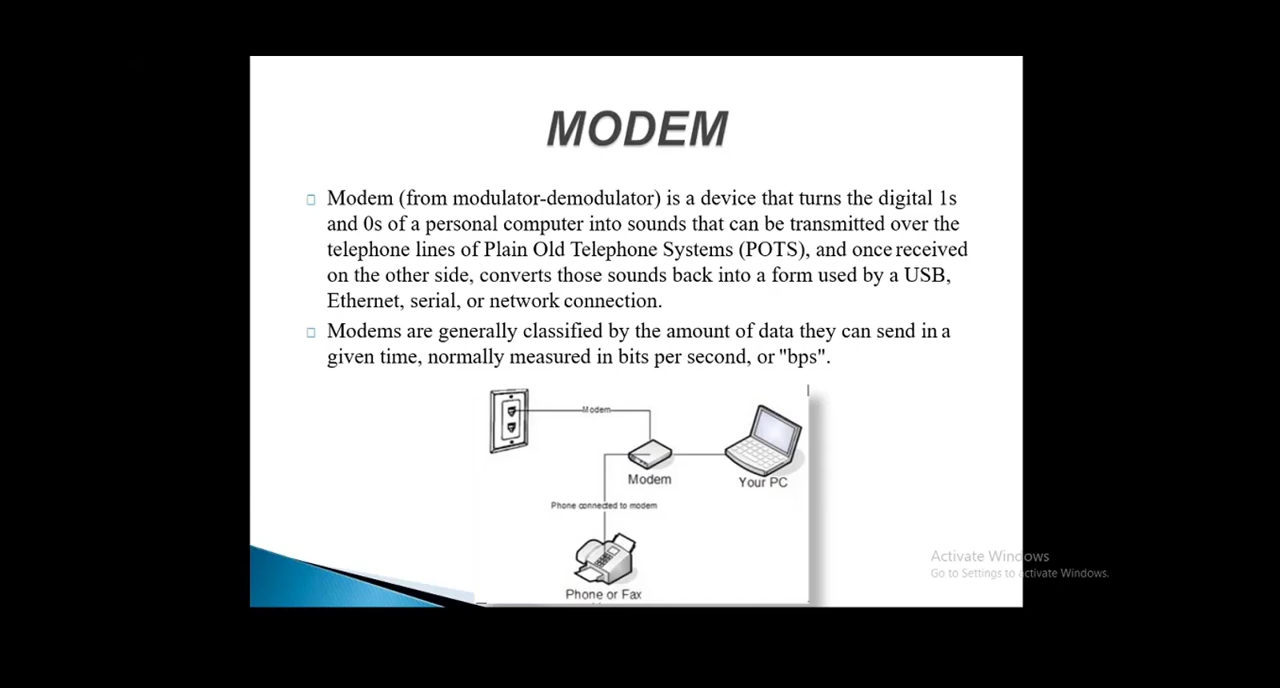 MODEM
Modem (from modulator-demodulator) is a device that turns the digital 1s
and 0s of a personal computer into sounds that can be transmitted over the
telephone lines of Plain Old Telephone Systems (POTS), and once received
on the other side, converts those sounds back into a form used by a USB,
Ethernet, serial, or network connection.
Modems are generally classified by the amount of data they can send in a
given time, normally measured in bits per second, or "bps".
Modem
Modem
Your PC
Phone connected to modem
Phone or Fax
Activate Windows
Go to Settings to activate Windows.